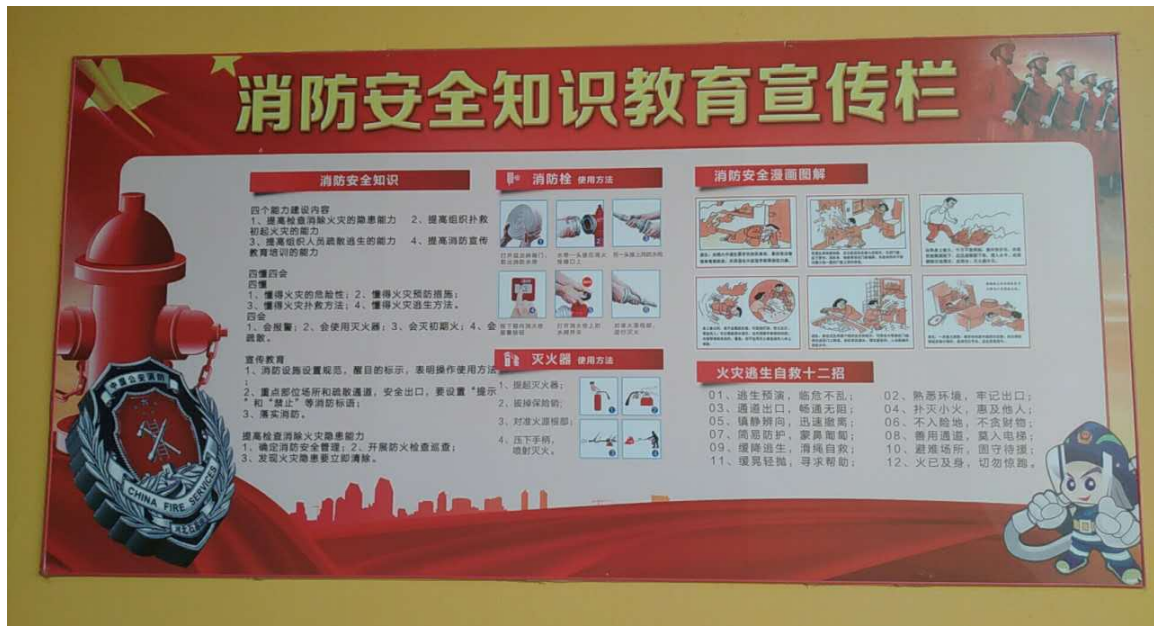 消防安全知识教育宣传栏
消防安全知识
四个能力建设内容
1、提高检查消除火灾的隐患能力 2、提高组织扑救
初起火灾的能力
3、提高组织人员疏散逃生的能力 4、提高消防宣传
教育培训的能力
四懂四会
四懂
1、懂得火灾的危险性；2、懂得火灾预防措施；
3、懂得火灾扑救方法；4、懂得火灾逃生方法。
四会
1、会报警；2、会使用灭火器；3、会灭初期火；4、会
疏散。
宣传教育
1、消防设施设置规范，醒目的标示，表明操作使用方法
；
2、重点部位场所和疏散通道，安全出口，要设置“提示
”和“禁止”等消防标语；
3、落实消防。
提高检查消除火灾隐患能力
1、确定消防安全管理；2、开展防火检查巡查；
3、发现火灾隐患要立即清除。
中国公安消防
CHINA FIRE SERVICES
消防栓 使用方法
灭火器 使用方法
1、提起灭火器；
2、拔掉保险销；
3、对准火源根部；
4、压下手柄，
喷射灭火。
消防安全漫画图解
火灾逃生自救十二招
01、逃生预演，临危不乱； 02、熟悉环境，牢记出口；
03、通道出口，畅通无阻； 04、扑灭小火，惠及他人；
05、镇静辨向，迅速撤离； 06、不入险地，不贪财物；
07、简易防护，蒙鼻匍匐； 08、善用通道，莫入电梯；
09、缓降逃生，滑绳自救； 10、避难场所，固守待援；
11、缓晃轻抛，寻求帮助； 12、火已及身，切勿惊跑。